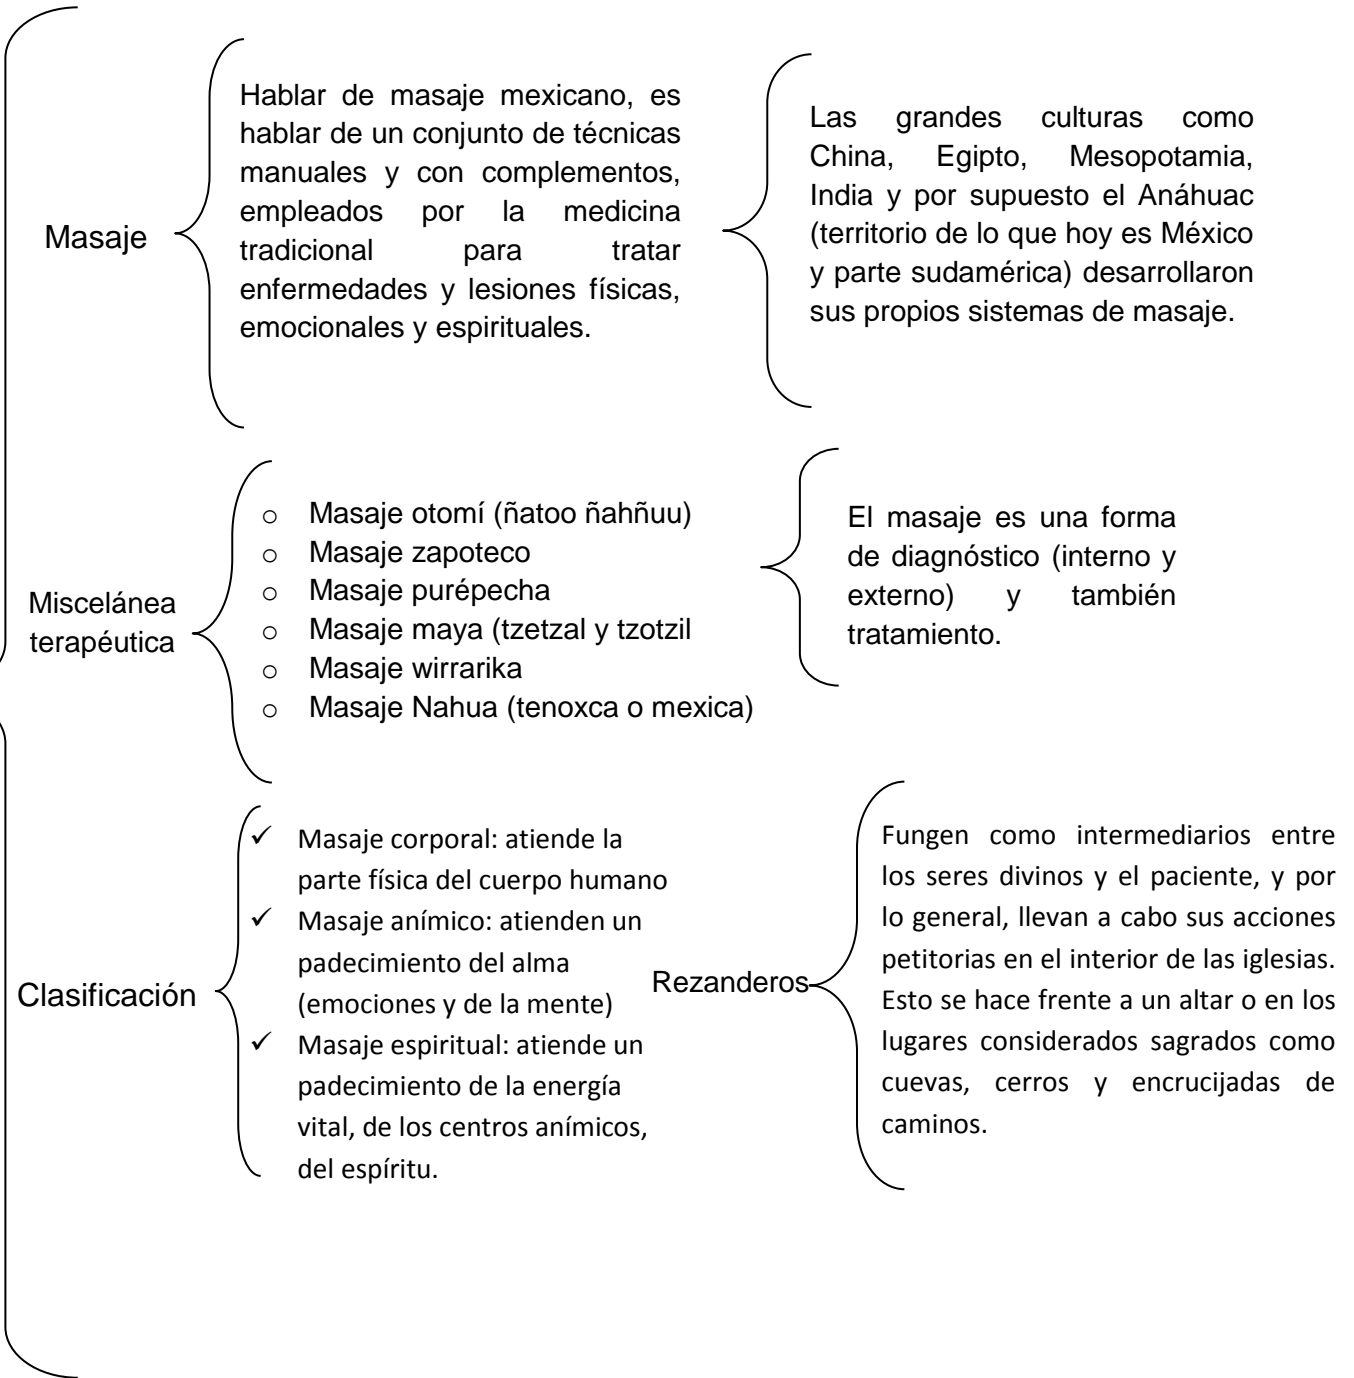 Masaje
Hablar de masaje mexicano, es
hablar de un conjunto de técnicas
manuales y con complementos,
empleados por la medicina
tradicional para tratar
enfermedades y lesiones físicas,
emocionales y espirituales.
Las grandes culturas como
China, Egipto, Mesopotamia,
India y por supuesto el Anáhuac
(territorio de lo que hoy es México
y parte sudamérica) desarrollaron
sus propios sistemas de masaje.
Miscelánea
terapéutica
o Masaje otomí (ñatoo ñahñuu)
o Masaje zapoteco
o Masaje purépecha
o Masaje maya (tzetzal y tzotzil
o Masaje wirrarika
o Masaje Nahua (tenoxca o mexica)
El masaje es una forma
de diagnóstico (interno y
externo) y también
tratamiento.
Clasificación
✓ Masaje corporal: atiende la
parte física del cuerpo humano
✓ Masaje anímico: atienden un
padecimiento del alma
(emociones y de la mente)
✓ Masaje espiritual: atiende un
padecimiento de la energía
vital, de los centros anímicos,
del espíritu.
Rezanderos
Fungen como intermediarios entre
los seres divinos y el paciente, y por
lo general, llevan a cabo sus acciones
petitorias en el interior de las iglesias.
Esto se hace frente a un altar o en los
lugares considerados sagrados como
cuevas, cerros y encrucijadas de
caminos.